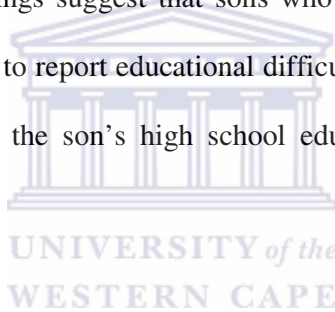 ings suggest that sons who
to report educational difficu
the son's high school edu
UNIVERSITY of the
WESTERN CAPE